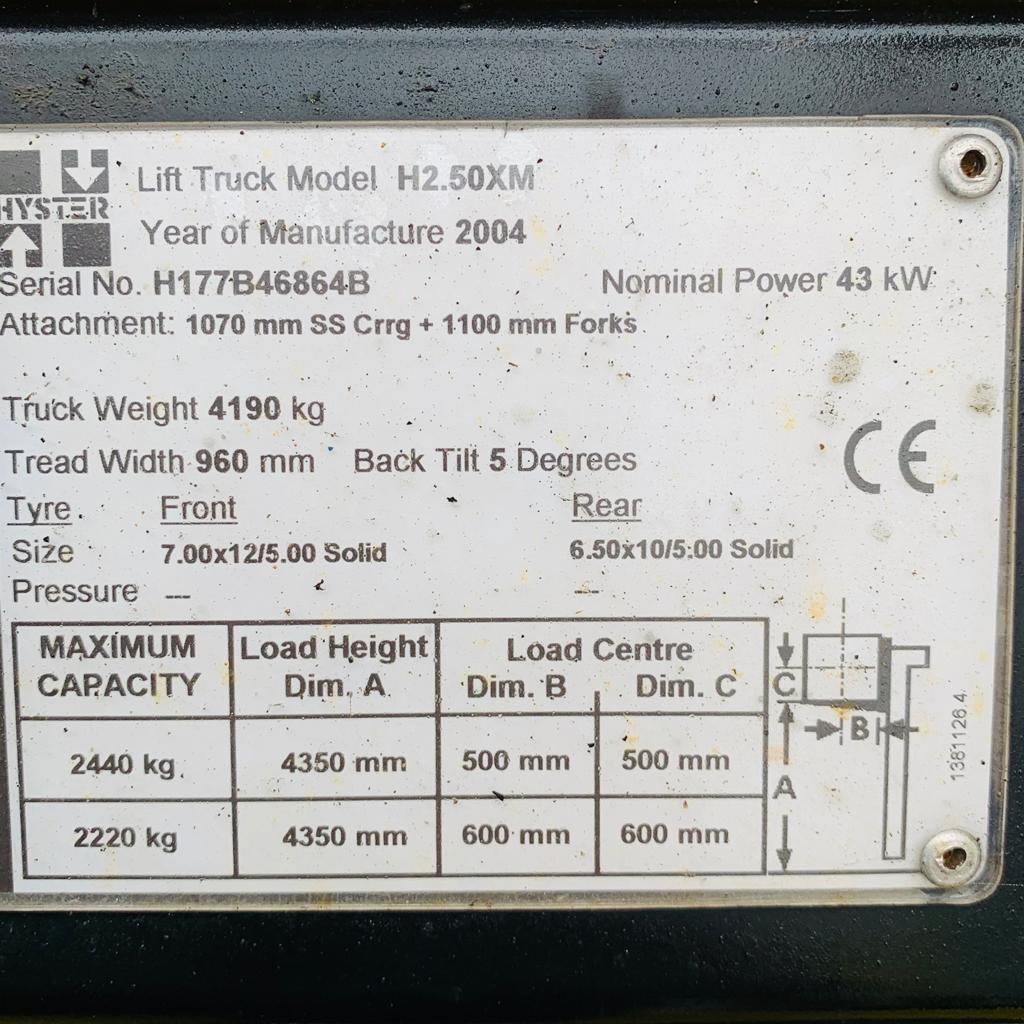 HYSTER
Lift Truck Model H2.50XM
Year of Manufacture 2004
Serial No. H177B46864B Nominal Power 43 kW
Attachment: 1070 mm SS Crrg + 1100 mm Forks
Truck Weight 4190 kg
Tread Width 960 mm Back Tilt 5 Degrees
CE
Tyre Front Rear
Size 7.00x12/5.00 Solid 6.50x10/5.00 Solid
Pressure --- ---
MAXIMUM CAPACITY Load Height Dim. A Load Centre Dim. B Dim. C
2440 kg 4350 mm 500 mm 500 mm
2220 kg 4350 mm 600 mm 600 mm
C
B
A
1381126.4